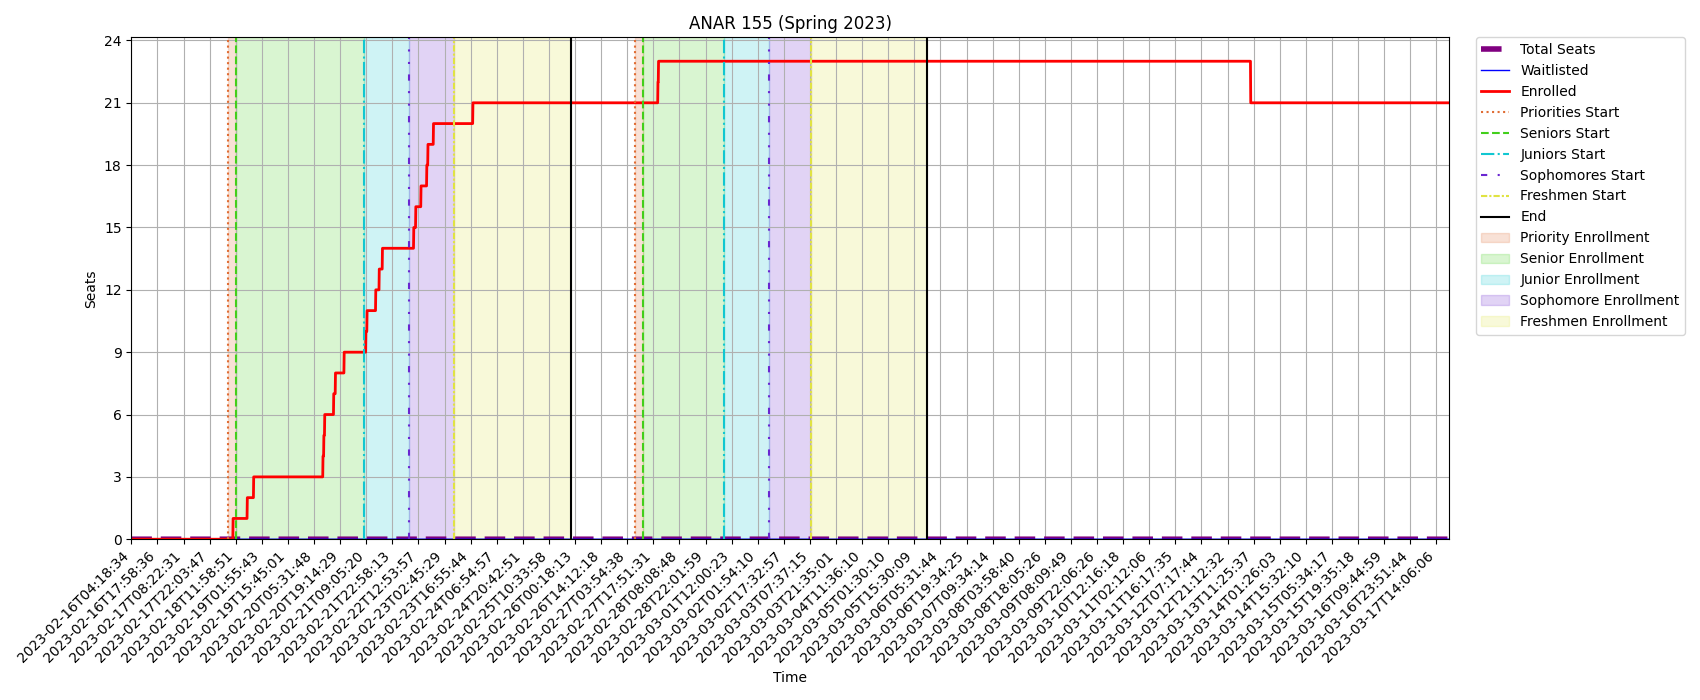 ANAR 155 (Spring 2023)
24
21
18
15
12
9
6
3
0
Seats
2023-02-16T04:18:34
2023-02-16T17:58:36
2023-02-17T08:22:31
2023-02-17T22:03:47
2023-02-18T11:58:51
2023-02-19T01:55:43
2023-02-19T15:45:01
2023-02-20T05:31:48
2023-02-20T19:14:29
2023-02-21T09:05:20
2023-02-21T22:58:13
2023-02-22T12:53:57
2023-02-23T02:45:29
2023-02-23T16:55:44
2023-02-24T06:54:57
2023-02-24T20:42:51
2023-02-25T10:33:58
2023-02-26T00:18:13
2023-02-26T14:12:18
2023-02-27T03:54:38
2023-02-27T17:51:31
2023-02-28T08:08:48
2023-02-28T22:01:59
2023-03-01T12:00:23
2023-03-02T01:54:10
2023-03-02T17:32:57
2023-03-03T07:37:15
2023-03-03T21:35:01
2023-03-04T11:36:10
2023-03-05T01:30:10
2023-03-05T15:30:09
2023-03-06T05:31:44
2023-03-06T19:34:25
2023-03-07T09:34:14
2023-03-08T03:58:40
2023-03-08T18:05:26
2023-03-09T08:09:49
2023-03-09T22:06:26
2023-03-10T12:16:18
2023-03-11T02:12:06
2023-03-11T16:17:35
2023-03-12T07:17:44
2023-03-12T21:12:32
2023-03-13T11:25:37
2023-03-14T01:26:03
2023-03-14T15:32:10
2023-03-15T05:34:17
2023-03-15T19:35:18
2023-03-16T09:44:59
2023-03-16T23:51:44
2023-03-17T14:06:06
Time
Total Seats
Waitlisted
Enrolled
Priorities Start
Seniors Start
Juniors Start
Sophomores Start
Freshmen Start
End
Priority Enrollment
Senior Enrollment
Junior Enrollment
Sophomore Enrollment
Freshmen Enrollment